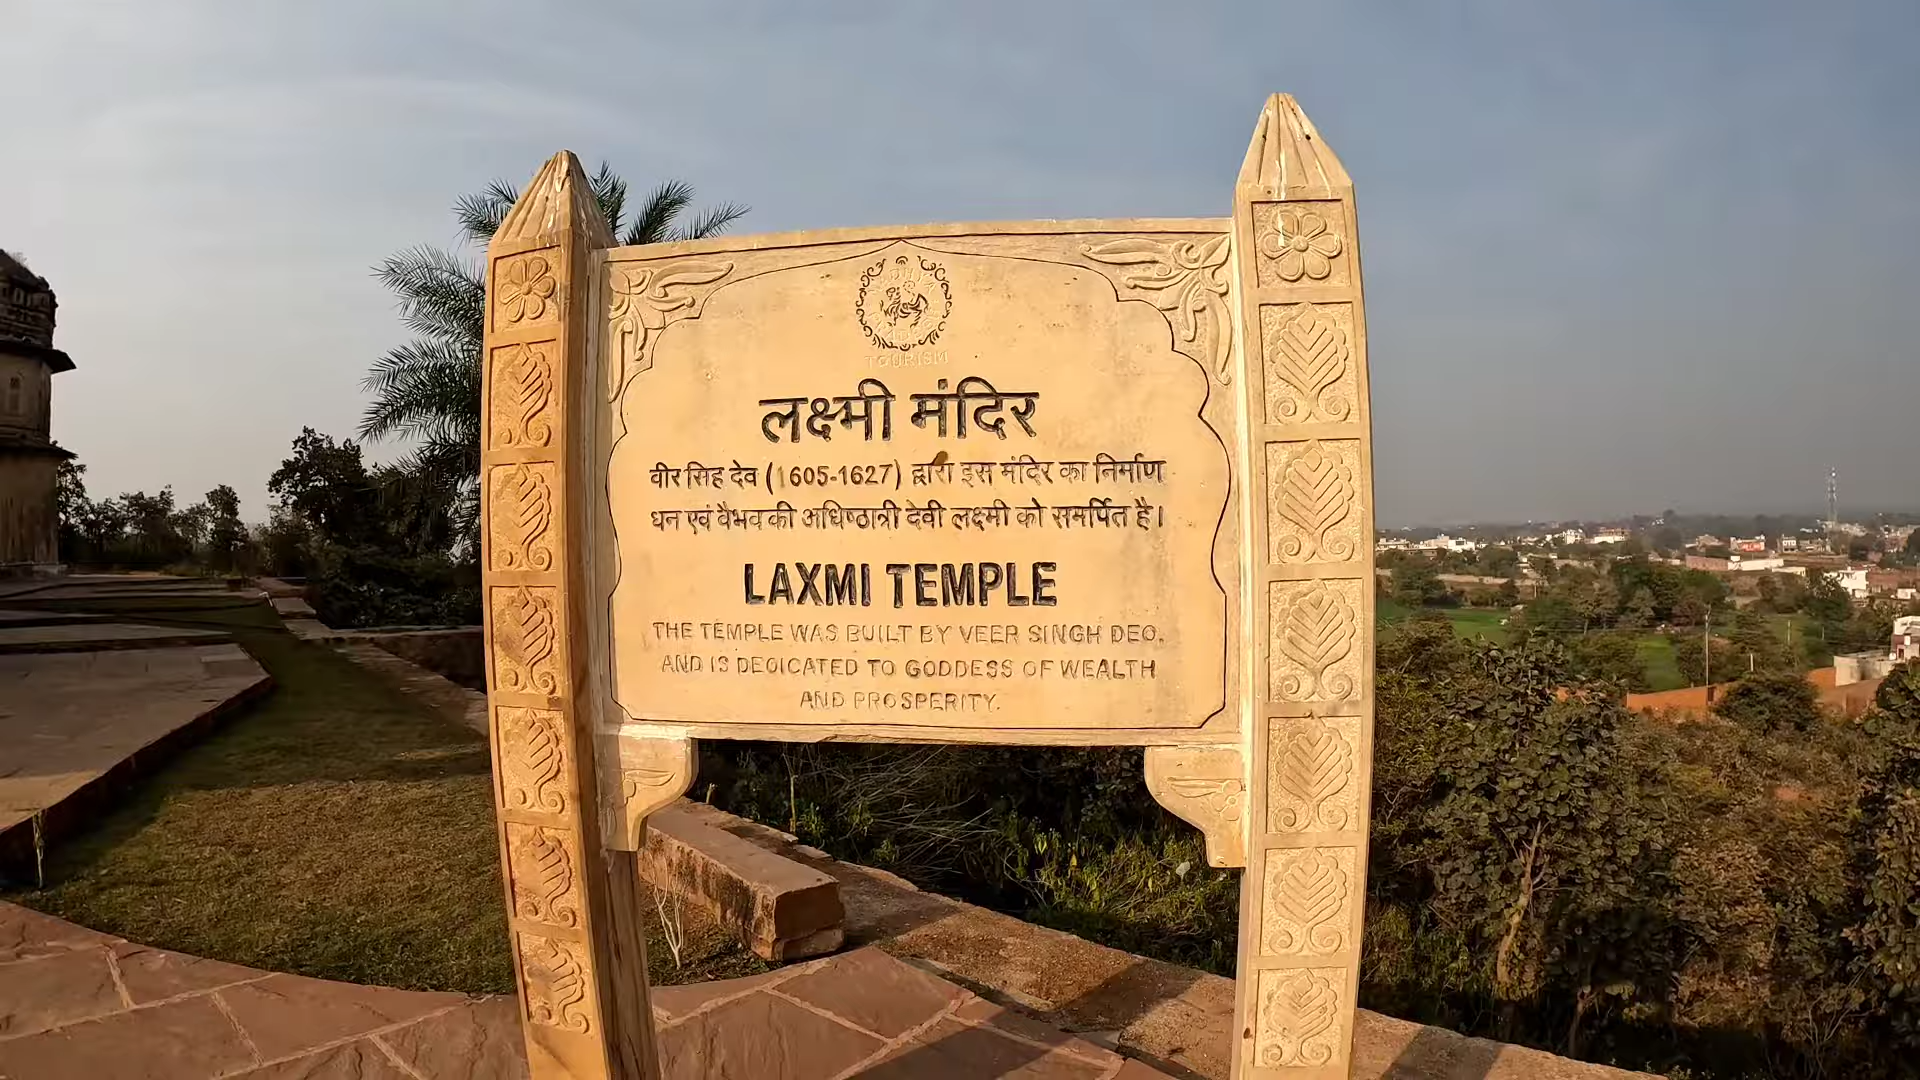 TOURISM
लक्ष्मी मंदिर
वीर सिंह देव (1605-1627) द्वारा इस मंदिर का निर्माण
धन एवं वैभव की अधिष्ठात्री देवी लक्ष्मी को समर्पित है।
LAXMI TEMPLE
THE TEMPLE WAS BUILT BY VEER SINGH DEO.
AND IS DEDICATED TO GODDESS OF WEALTH
AND PROSPERITY.